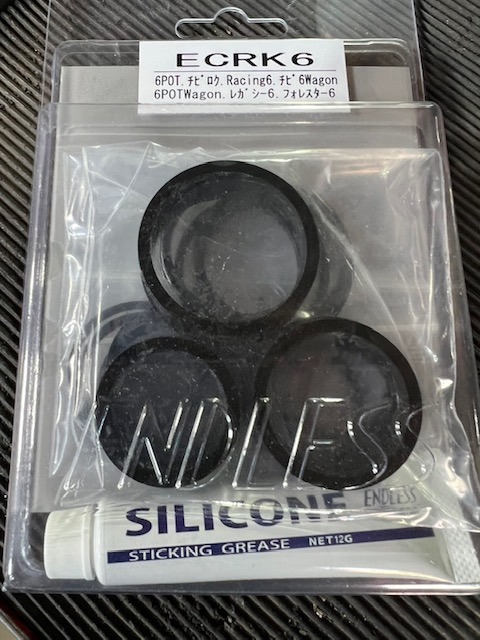 ECRK6
6POT.ﾁﾋﾞﾛｸ.Racing6.ﾁﾋﾞ6Wagon
6POTWagon.ﾚｶﾞｼｰ6.ﾌｫﾚｽﾀｰ6
ENDLESS
SILICONE ENDLESS
STICKING GREASE NET12G